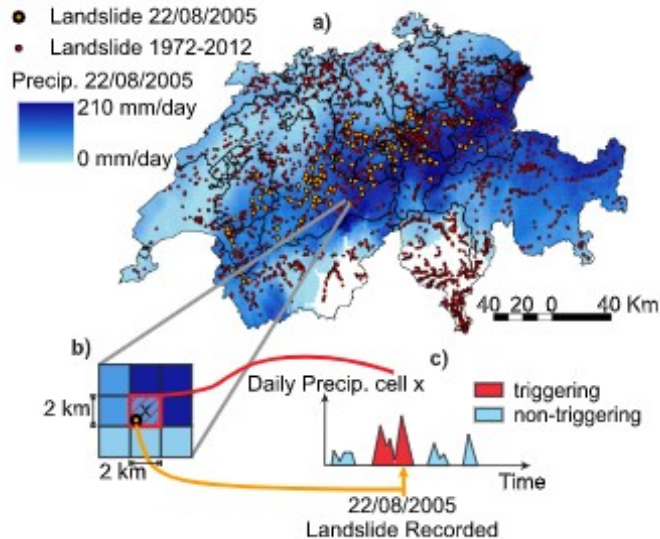 a)
Landslide 22/08/2005
Landslide 1972-2012
Precip. 22/08/2005
210 mm/day
0 mm/day
40 20 0 40 Km
b)
2 km
X
2 km
c)
Daily Precip. cell x
triggering
non-triggering
Time
22/08/2005
Landslide Recorded